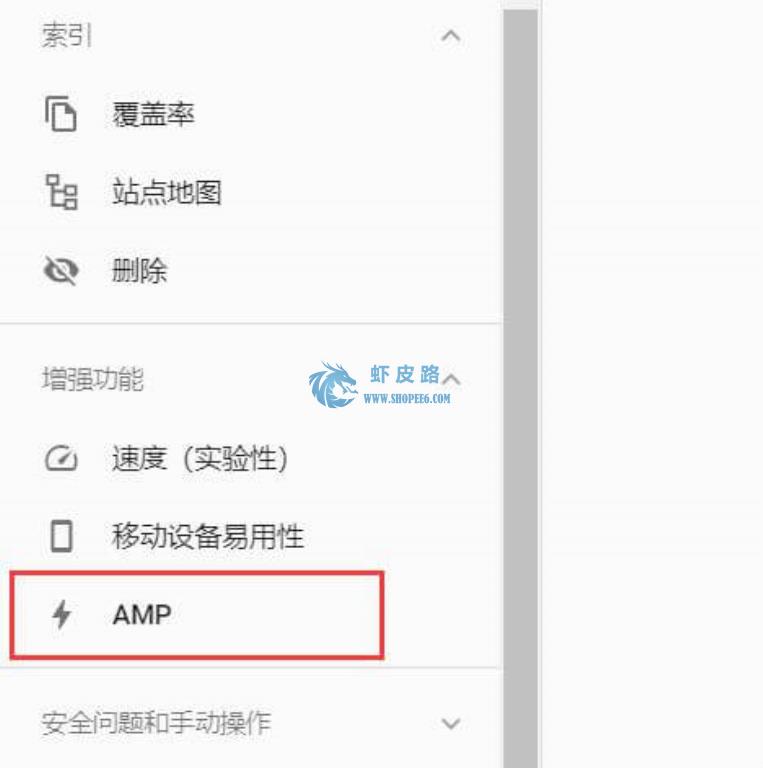 索引
覆盖率
站点地图
删除
增强功能
虾皮路
WWW.SHOPEE6.COM
速度（实验性）
移动设备易用性
AMP
安全问题和手动操作